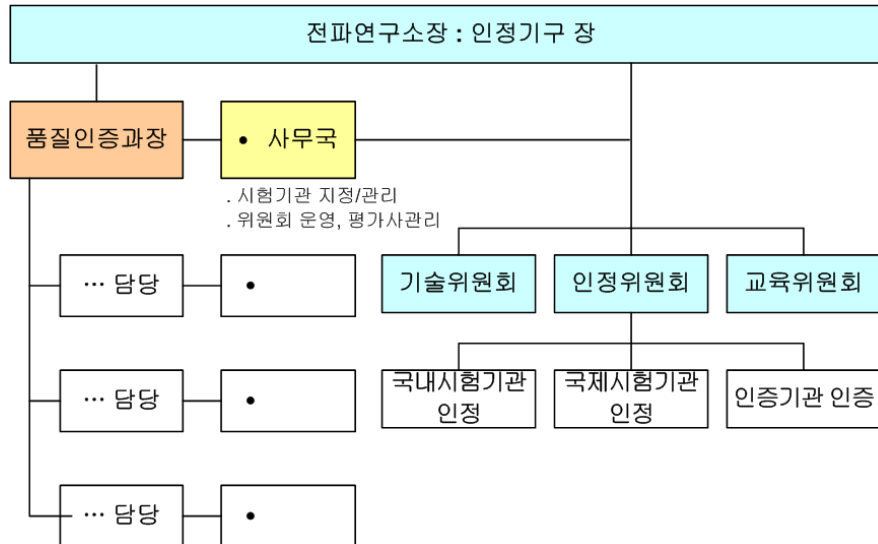 전파연구소장 : 인정기구 장
품질인증과장
• 사무국
. 시험기관 지정/관리
. 위원회 운영, 평가사관리
… 담당
•
기술위원회
인정위원회
교육위원회
… 담당
•
국내시험기관
인정
국제시험기관
인정
인증기관 인증
… 담당
•